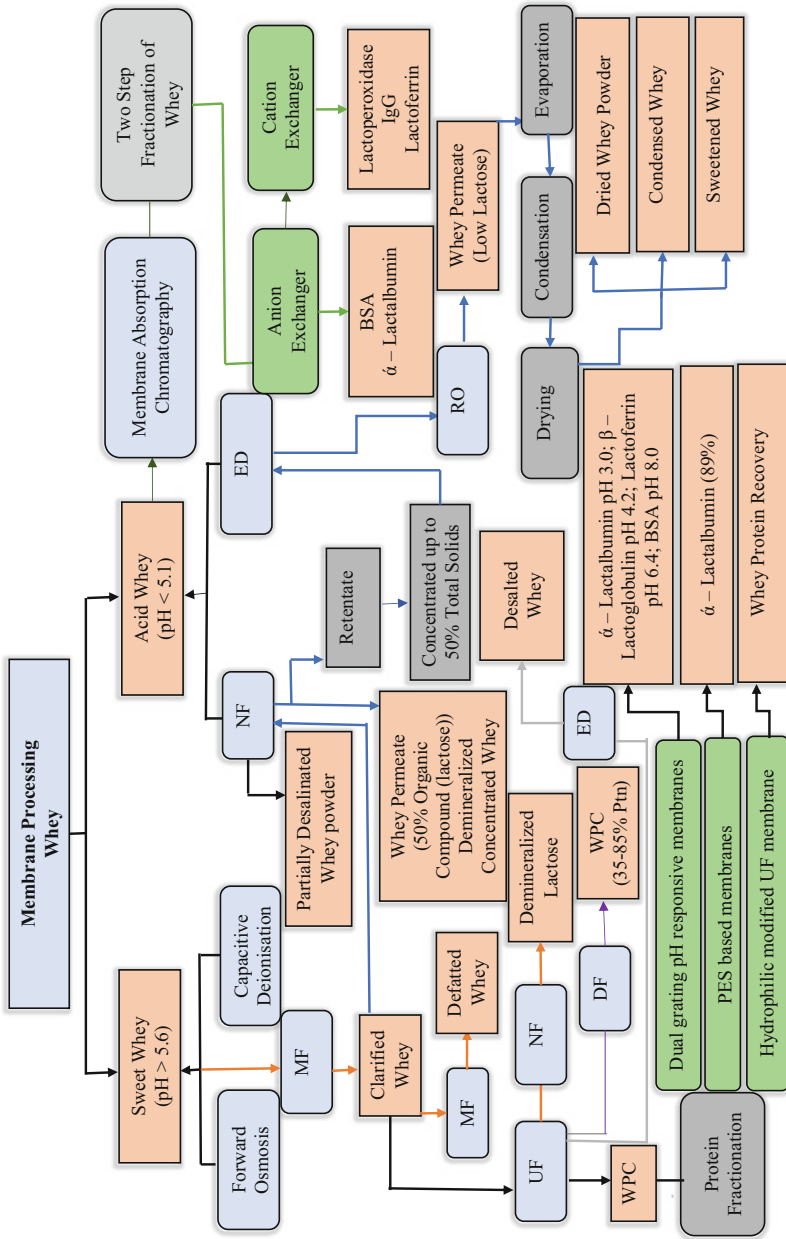 Membrane Processing
Whey
Sweet Whey
(pH > 5.6)
Acid Whey
(pH < 5.1)
Membrane Absorption
Chromatography
Two Step
Fractionation of
Whey
Forward
Osmosis
Capacitive
Deionisation
NF
ED
Anion
Exchanger
Cation
Exchanger
MF
Partially Desalinated
Whey powder
Retentate
BSA
ά – Lactalbumin
Lactoperoxidase
IgG
Lactoferrin
Clarified
Whey
Whey Permeate
(50% Organic
Compound (lactose))
Demineralized
Concentrated Whey
Concentrated up to
50% Total Solids
RO
Whey Permeate
(Low Lactose)
MF
Defatted
Whey
Desalted
Whey
Drying
Condensation
Evaporation
UF
NF
Demineralized
Lactose
DF
WPC
(35-85% Ptn)
ED
Dried Whey Powder
Condensed Whey
Sweetened Whey
WPC
Protein
Fractionation
Dual grating pH responsive membranes
ά – Lactalbumin pH 3.0; β –
Lactoglobulin pH 4.2; Lactoferrin
pH 6.4; BSA pH 8.0
PES based membranes
ά – Lactalbumin (89%)
Hydrophilic modified UF membrane
Whey Protein Recovery